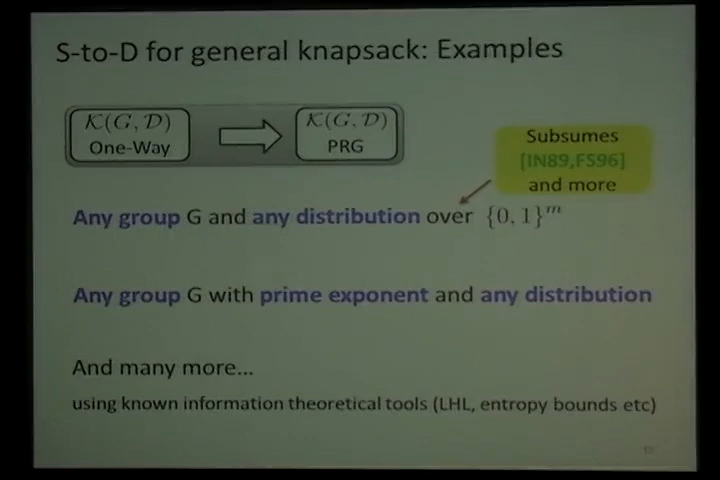 S-to-D for general knapsack: Examples
K(G, D)
One-Way
K(G, D)
PRG
Subsumes
[IN89,FS96]
and more
Any group G and any distribution over {0, 1}^m
Any group G with prime exponent and any distribution
And many more...
using known information theoretical tools (LHL, entropy bounds etc)